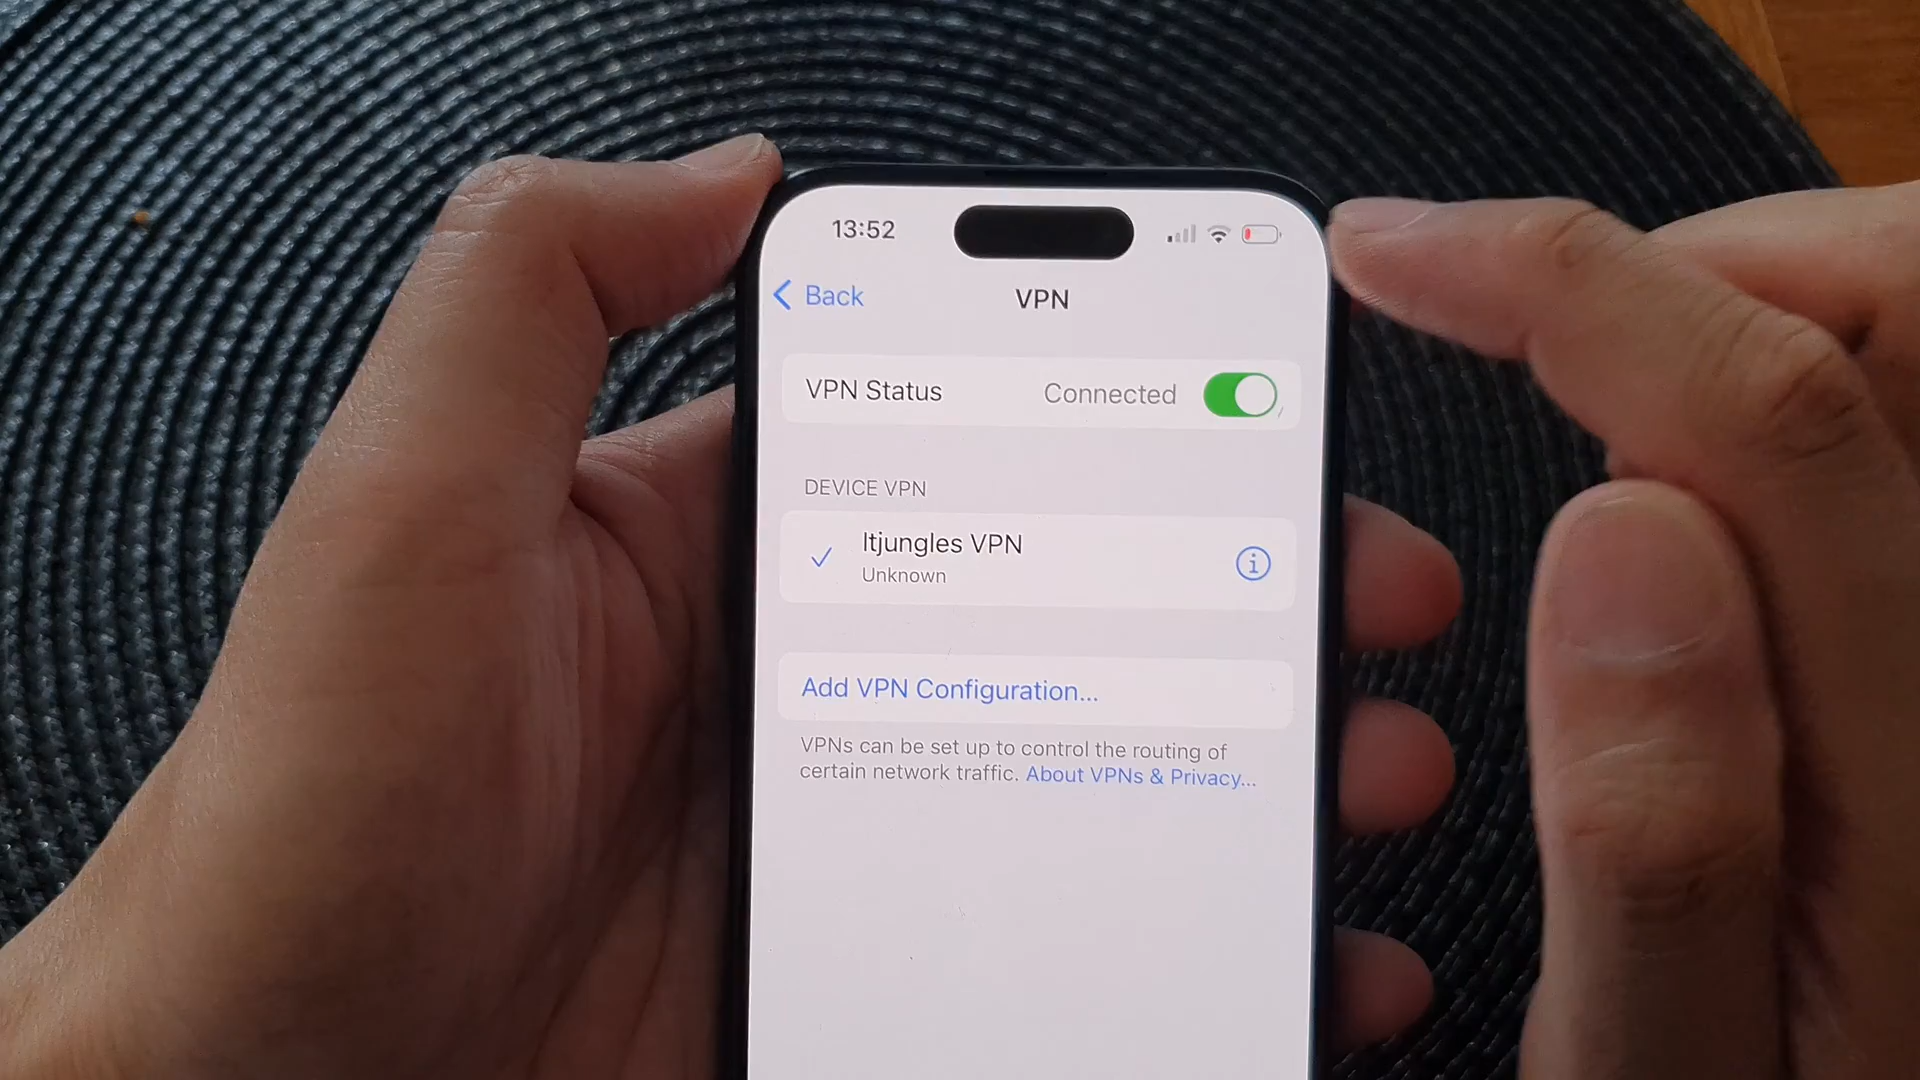 13:52
Back
VPN
VPN Status Connected
DEVICE VPN
ltjungles VPN
Unknown
Add VPN Configuration...
VPNs can be set up to control the routing of
certain network traffic. About VPNs & Privacy...